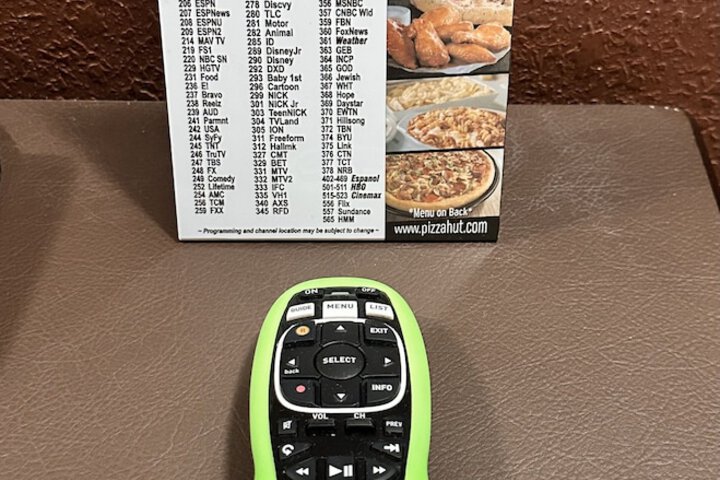 206 ESPN
207 ESPNews
208 ESPNU
209 ESPN2
214 MAV TV
219 FS1
220 NBC SN
229 HGTV
231 Food
236 E!
237 Bravo
238 Reelz
239 AUD
241 Parmnt
242 USA
244 SyFy
245 TNT
246 TruTV
247 TBS
248 FX
249 Comedy
252 Lifetime
254 AMC
256 TCM
259 FXX
278 Discvy
280 TLC
281 Motor
282 Animal
285 ID
289 DisneyJr
290 Disney
292 DXD
293 Baby 1st
296 Cartoon
299 NICK
301 NICK Jr
303 TeenNICK
304 TVLand
305 ION
311 Freeform
312 Hallmk
327 CMT
329 BET
331 MTV
332 MTV2
333 IFC
335 VH1
340 AXS
345 RFD
356 MSNBC
357 CNBC Wld
359 FBN
360 FoxNews
361 Weather
363 GEB
364 INCP
365 GOD
366 Jewish
367 WHT
368 Hope
369 Daystar
370 EWTN
371 Hillsong
372 TBN
374 BYU
375 Link
376 CTN
377 TCT
378 NRB
402-469 Espanol
501-511 HBO
515-523 Cinemax
556 Flix
557 Sundance
565 HMM
~ Programming and channel location may be subject to change ~
*Menu on Back*
www.pizzahut.com
ON OFF
GUIDE MENU LIST
EXIT
SELECT
back
INFO
VOL CH
PREV